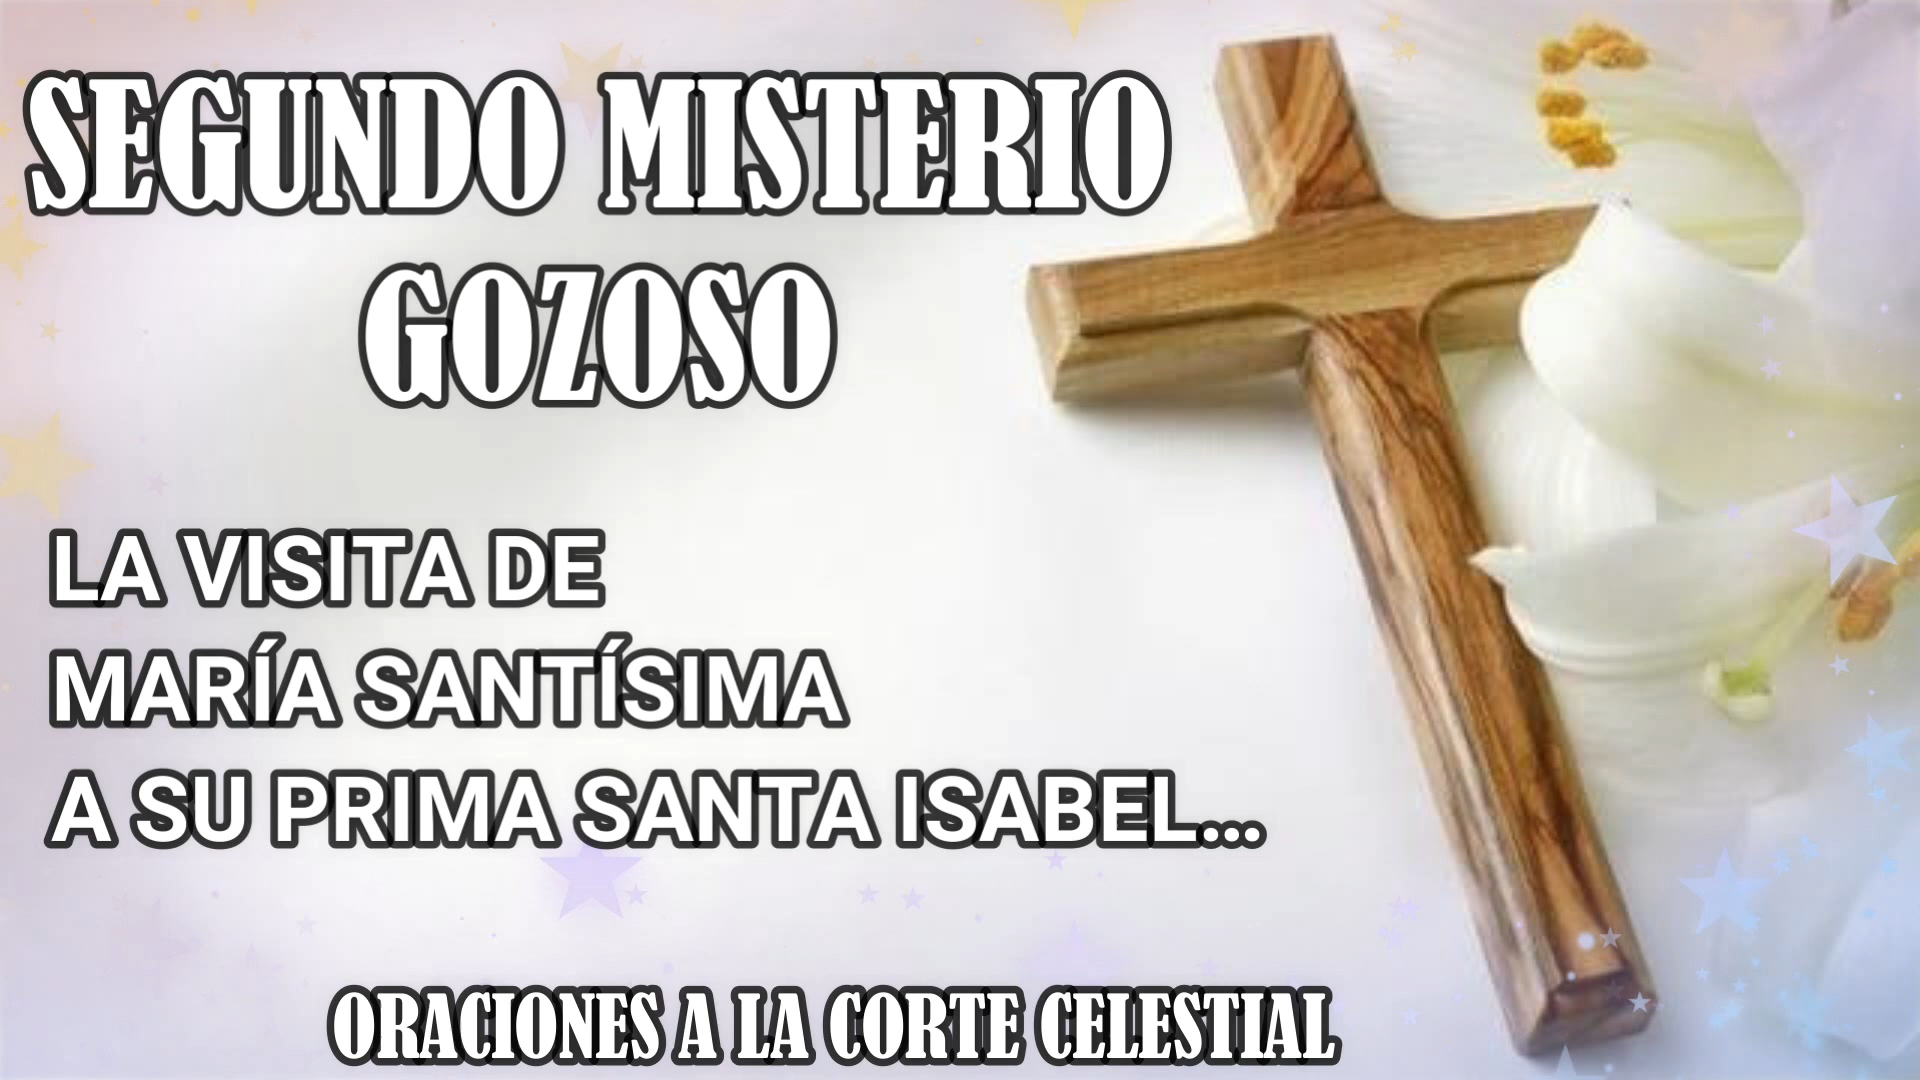 SEGUNDO MISTERIO
GOZOSO
LA VISITA DE
MARÍA SANTÍSIMA
A SU PRIMA SANTA ISABEL...
ORACIONES A LA CORTE CELESTIAL